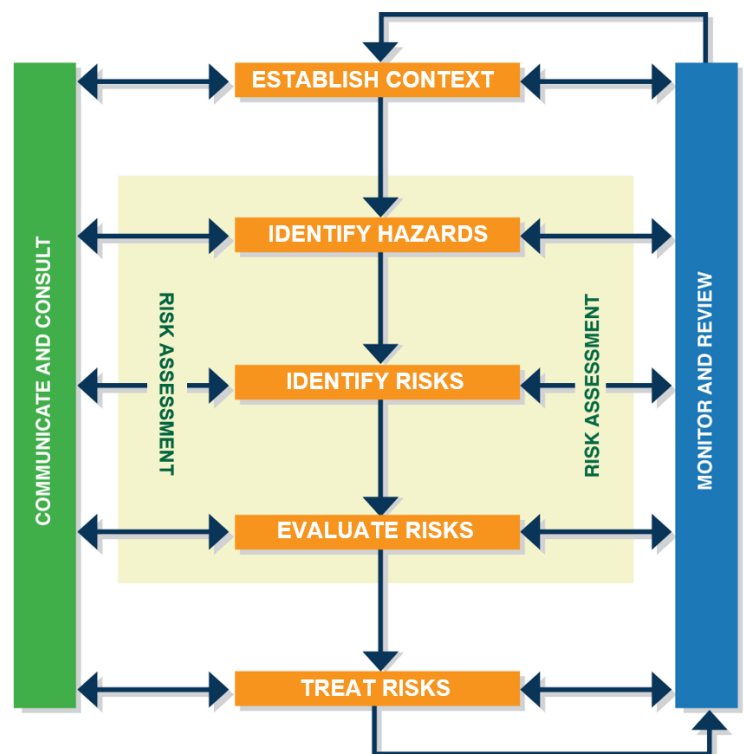 ESTABLISH CONTEXT
COMMUNICATE AND CONSULT
IDENTIFY HAZARDS
RISK ASSESSMENT
IDENTIFY RISKS
RISK ASSESSMENT
MONITOR AND REVIEW
EVALUATE RISKS
TREAT RISKS